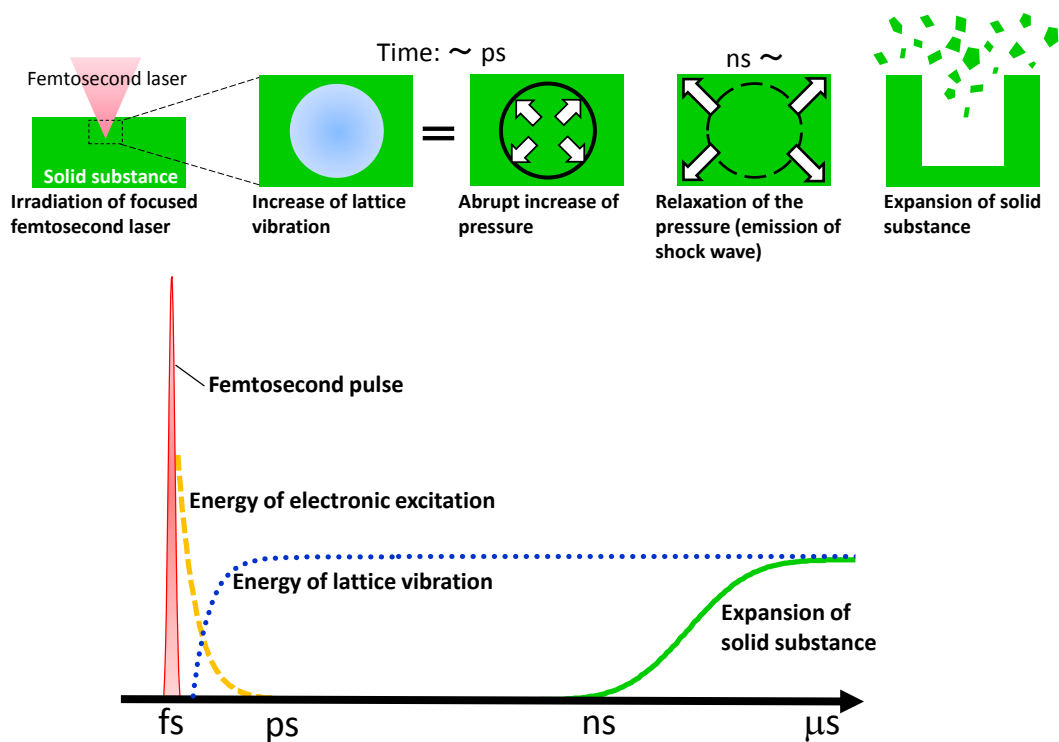 Time: ～ ps
ns ～
Femtosecond laser
Solid substance
=
Irradiation of focused
femtosecond laser
Increase of lattice
vibration
Abrupt increase of
pressure
Relaxation of the
pressure (emission of
shock wave)
Expansion of solid
substance
Femtosecond pulse
Energy of electronic excitation
Energy of lattice vibration
Expansion of
solid substance
fs
ps
ns
μs